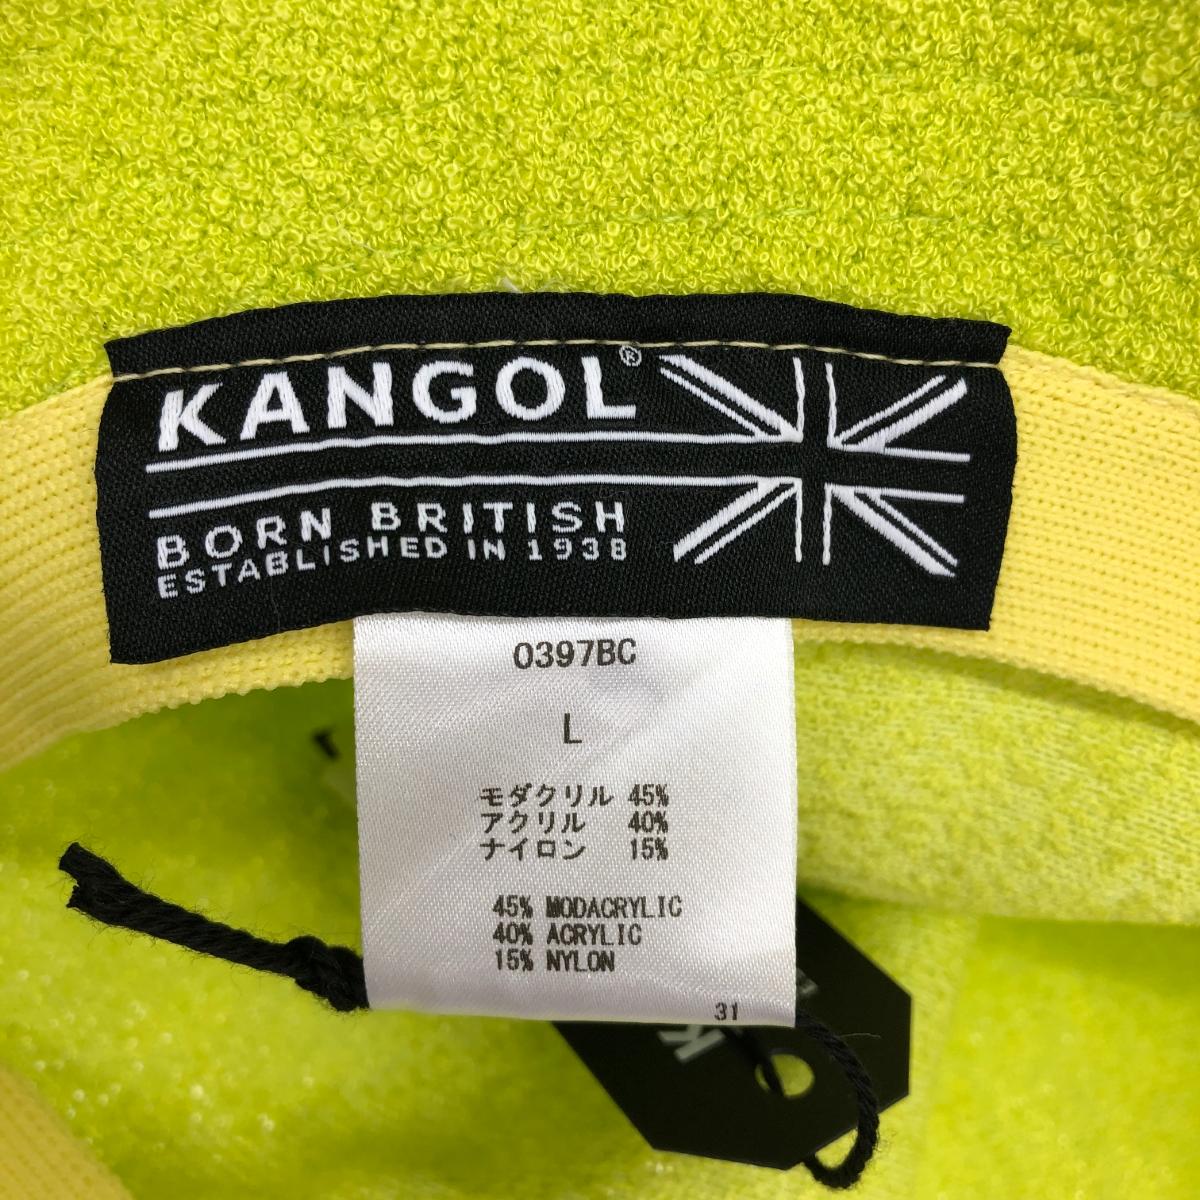 KANGOL®
BORN BRITISH
ESTABLISHED IN 1938
0397BC
L
モダクリル 45%
アクリル 40%
ナイロン 15%
45% MODACRYLIC
40% ACRYLIC
15% NYLON
31
K